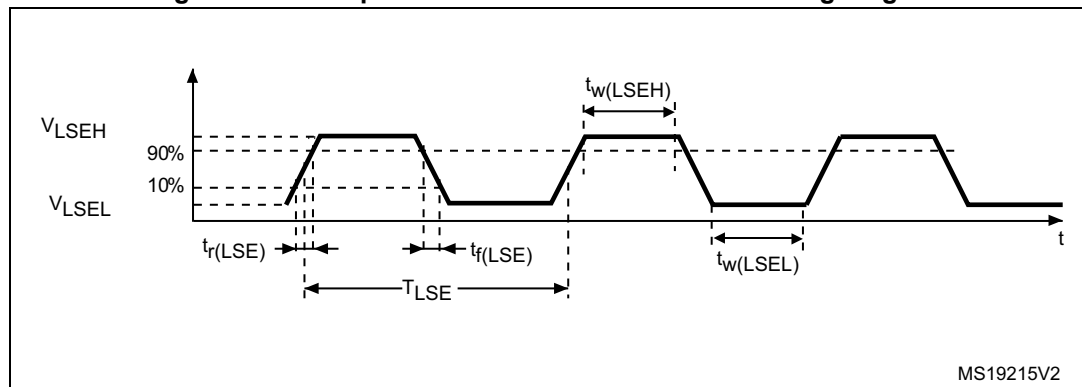 tw(LSEH)
VLSEH
90%
10%
VLSEL
tr(LSE)
tf(LSE)
TLSE
tw(LSEL)
t
MS19215V2